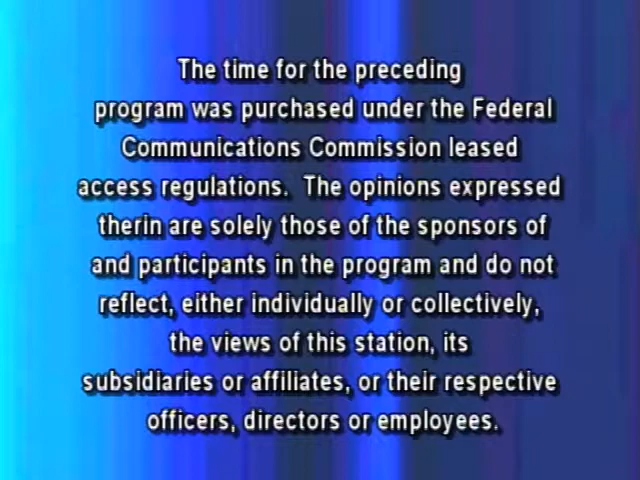 The time for the preceding
program was purchased under the Federal
Communications Commission leased
access regulations.  The opinions expressed
therin are solely those of the sponsors of
and participants in the program and do not
reflect, either individually or collectively,
the views of this station, its
subsidiaries or affiliates, or their respective
officers, directors or employees.